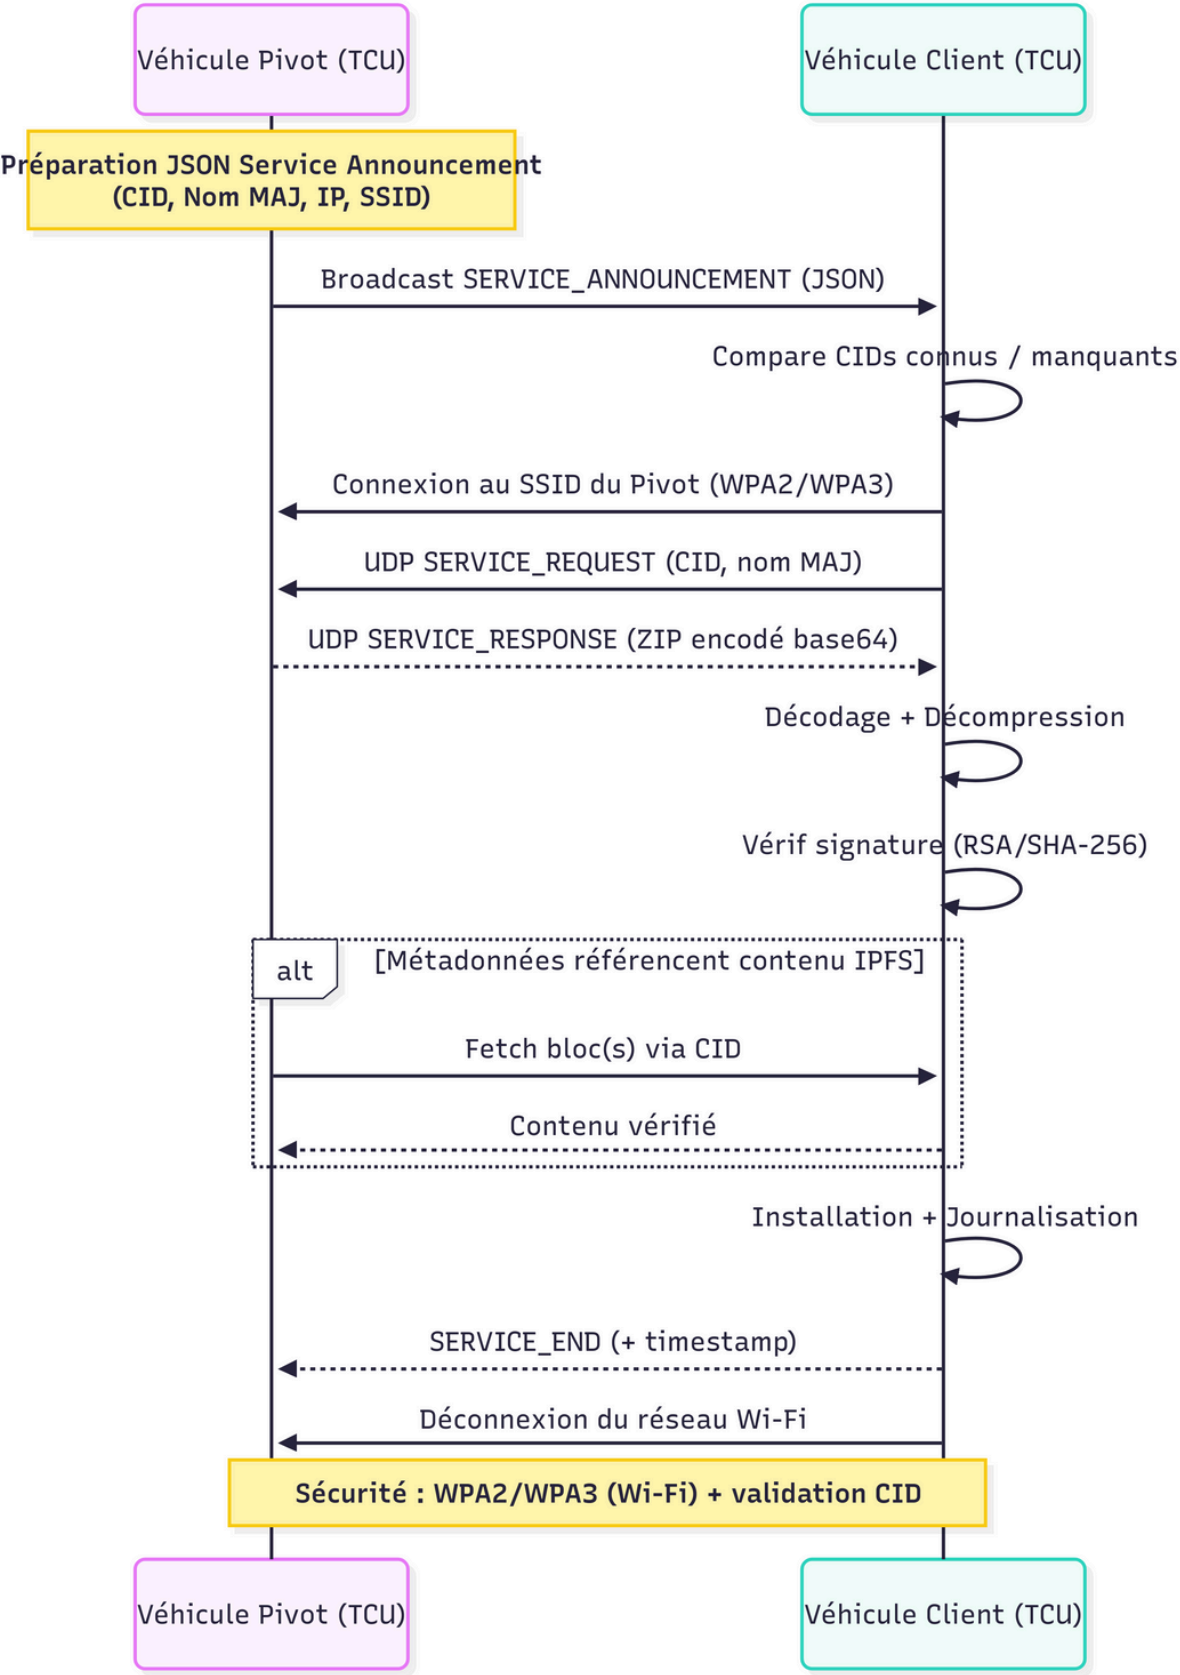 Véhicule Pivot (TCU)
Véhicule Client (TCU)
Préparation JSON Service Announcement
(CID, Nom MAJ, IP, SSID)
Broadcast SERVICE_ANNOUNCEMENT (JSON)
Compare CIDs connus / manquants
Connexion au SSID du Pivot (WPA2/WPA3)
UDP SERVICE_REQUEST (CID, nom MAJ)
UDP SERVICE_RESPONSE (ZIP encodé base64)
Décodage + Décompression
Vérif signature (RSA/SHA-256)
alt
[Métadonnées référencent contenu IPFS]
Fetch bloc(s) via CID
Contenu vérifié
Installation + Journalisation
SERVICE_END (+ timestamp)
Déconnexion du réseau Wi-Fi
Sécurité : WPA2/WPA3 (Wi-Fi) + validation CID
Véhicule Pivot (TCU)
Véhicule Client (TCU)